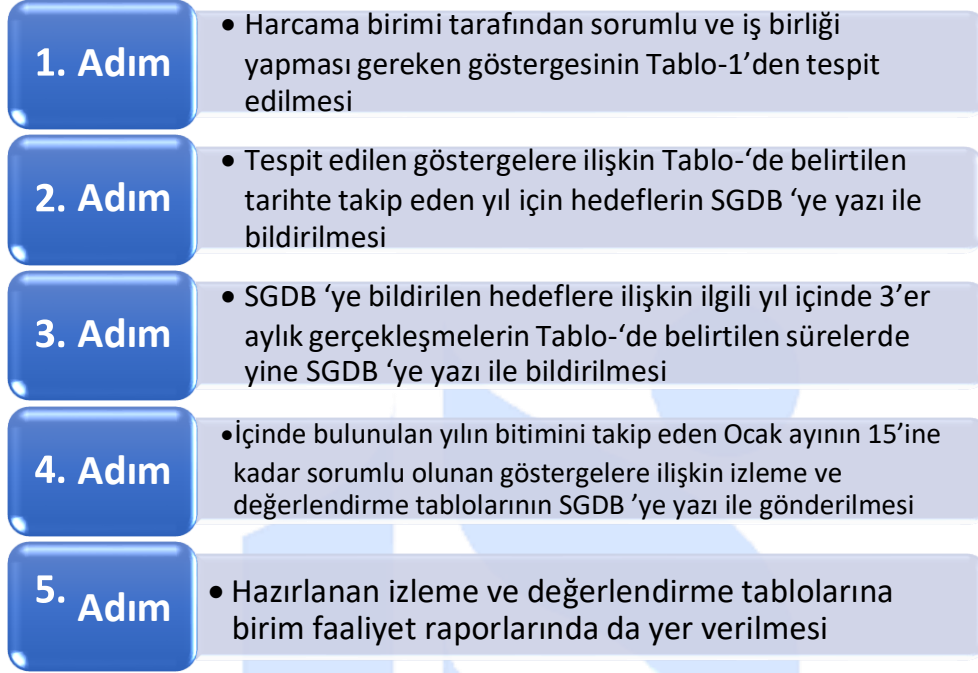 1. Adım
• Harcama birimi tarafından sorumlu ve iş birliği
yapması gereken göstergesinin Tablo-1’den tespit
edilmesi
2. Adım
• Tespit edilen göstergelere ilişkin Tablo-‘de belirtilen
tarihte takip eden yıl için hedeflerin SGDB ‘ye yazı ile
bildirilmesi
3. Adım
• SGDB ‘ye bildirilen hedeflere ilişkin ilgili yıl içinde 3’er
aylık gerçekleşmelerin Tablo-‘de belirtilen sürelerde
yine SGDB ‘ye yazı ile bildirilmesi
4. Adım
•İçinde bulunulan yılın bitimini takip eden Ocak ayının 15’ine
kadar sorumlu olunan göstergelere ilişkin izleme ve
değerlendirme tablolarının SGDB ’ye yazı ile gönderilmesi
5. Adım
• Hazırlanan izleme ve değerlendirme tablolarına
birim faaliyet raporlarında da yer verilmesi